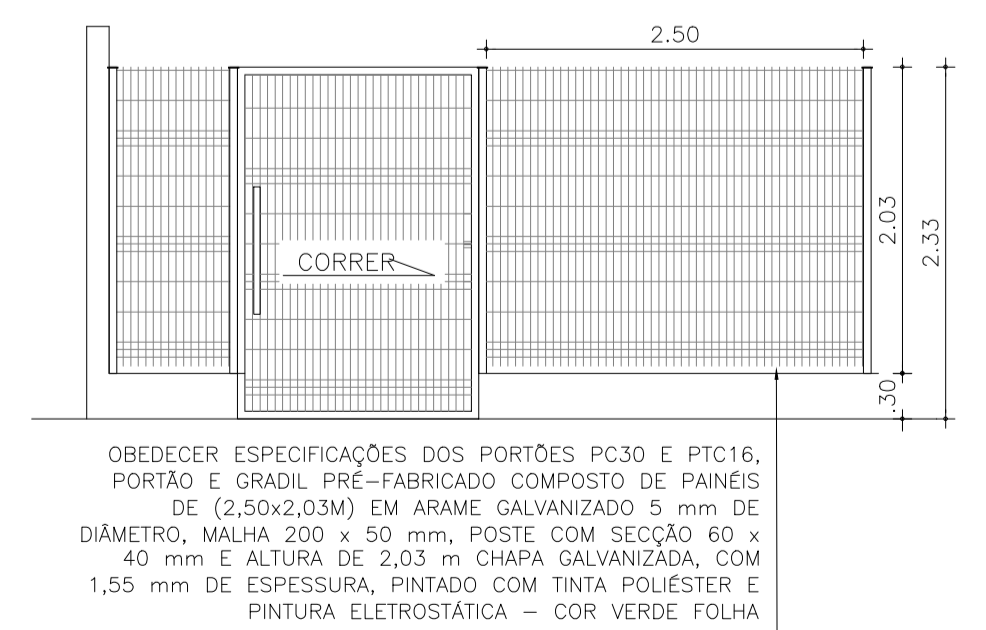 2.50
CORRER
2.03
2.33
.30
OBEDECER ESPECIFICAÇÕES DOS PORTÕES PC30 E PTC16,
PORTÃO E GRADIL PRÉ-FABRICADO COMPOSTO DE PAINÉIS
DE (2,50x2,03M) EM ARAME GALVANIZADO 5 mm DE
DIÂMETRO, MALHA 200 x 50 mm, POSTE COM SECÇÃO 60 x
40 mm E ALTURA DE 2,03 m CHAPA GALVANIZADA, COM
1,55 mm DE ESPESSURA, PINTADO COM TINTA POLIÉSTER E
PINTURA ELETROSTÁTICA – COR VERDE FOLHA